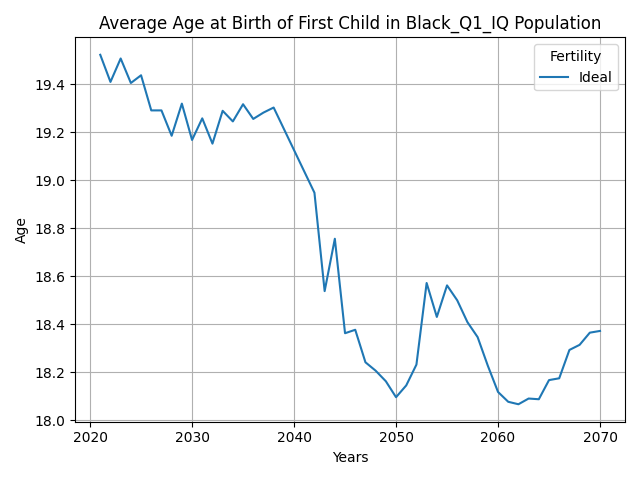 Average Age at Birth of First Child in Black_Q1_IQ Population
Fertility
Ideal
Age
19.4
19.2
19.0
18.8
18.6
18.4
18.2
18.0
2020 2030 2040 2050 2060 2070
Years